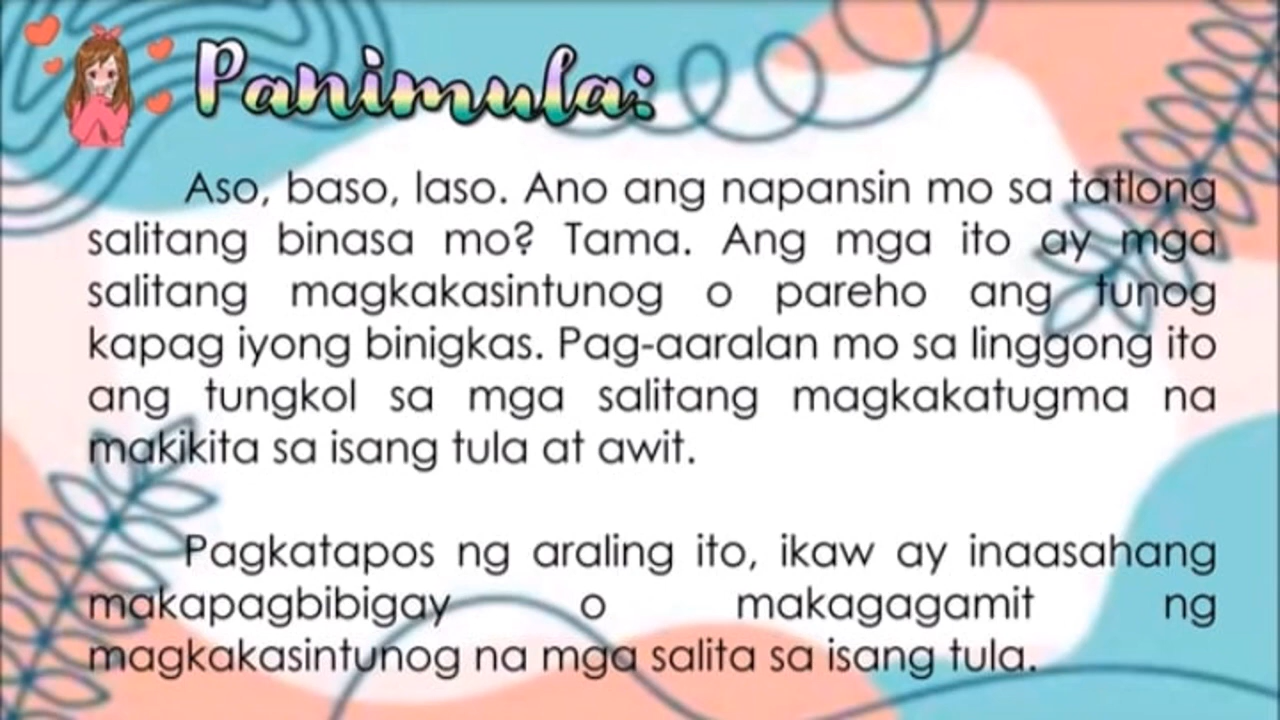 Panimula:
Aso, baso, laso. Ano ang napansin mo sa tatlong
salitang binasa mo? Tama. Ang mga ito ay mga
salitang magkakasintunog o pareho ang tunog
kapag iyong binigkas. Pag-aaralan mo sa linggong ito
ang tungkol sa mga salitang magkakatugma na
makikita sa isang tula at awit.
Pagkatapos ng araling ito, ikaw ay inaasahang
makapagbibigay o makagagamit ng
magkakasintunog na mga salita sa isang tula.